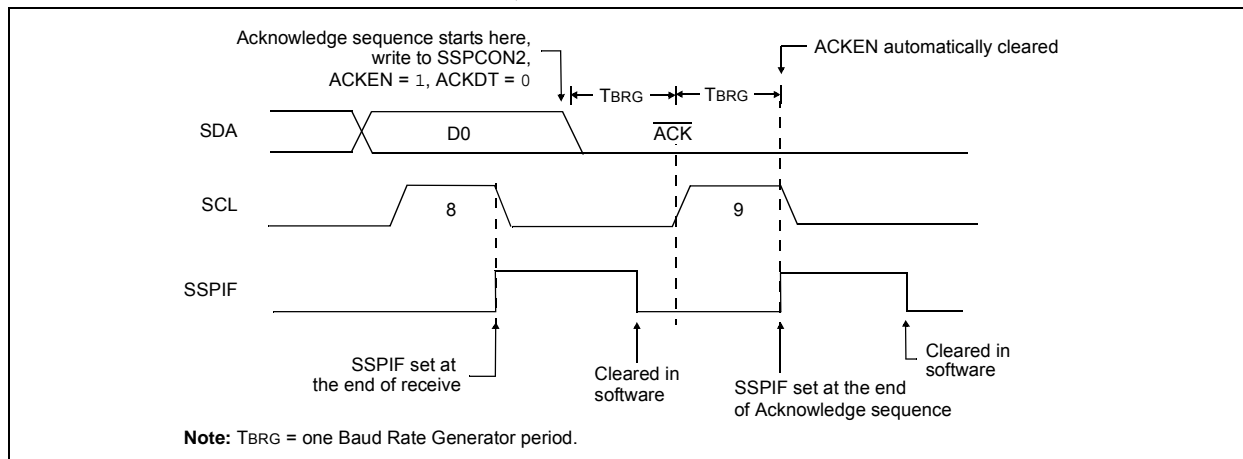 Acknowledge sequence starts here,
write to SSPCON2,
ACKEN = 1, ACKDT = 0
ACKEN automatically cleared
TBRG
TBRG
SDA
D0
ACK
SCL
8
9
SSPIF
SSPIF set at
the end of receive
Cleared in
software
SSPIF set at the end
of Acknowledge sequence
Cleared in
software
Note: TBRG = one Baud Rate Generator period.